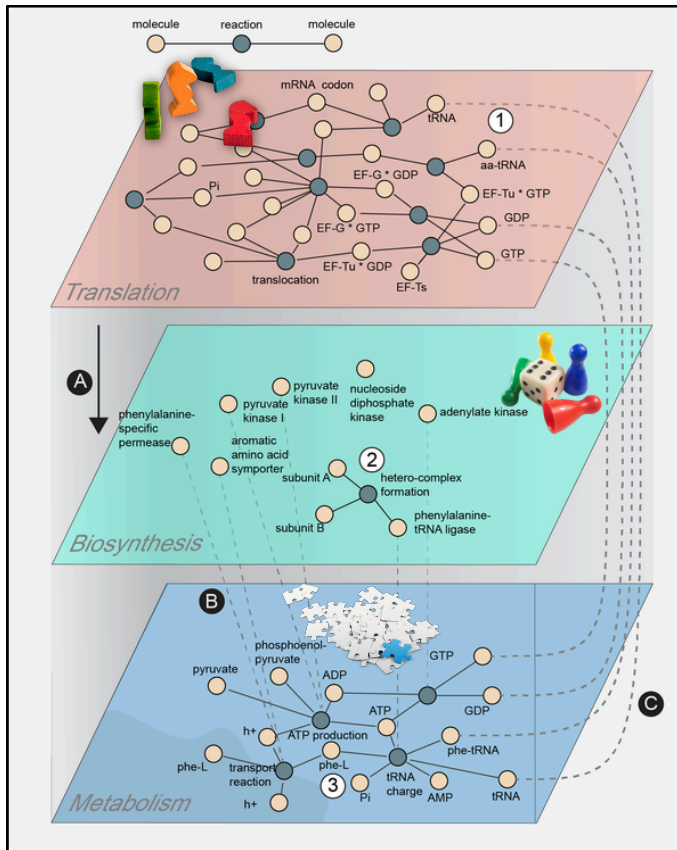 molecule
reaction
molecule
mRNA codon
tRNA
1
aa-tRNA
Pi
EF-G * GDP
EF-Tu * GTP
EF-G * GTP
GDP
GTP
translocation
EF-Tu * GDP
EF-Ts
Translation
A
phenylalanine-
specific
permease
pyruvate
kinase I
pyruvate
kinase II
nucleoside
diphosphate
kinase
adenylate kinase
aromatic
amino acid
symporter
2
subunit A
hetero-complex
formation
subunit B
phenylalanine-
tRNA ligase
Biosynthesis
B
C
pyruvate
phosphoenol-
pyruvate
ADP
GTP
ATP
GDP
h+
ATP production
phe-tRNA
phe-L
transport
reaction
phe-L
3
tRNA
charge
Pi
AMP
tRNA
h+
Metabolism